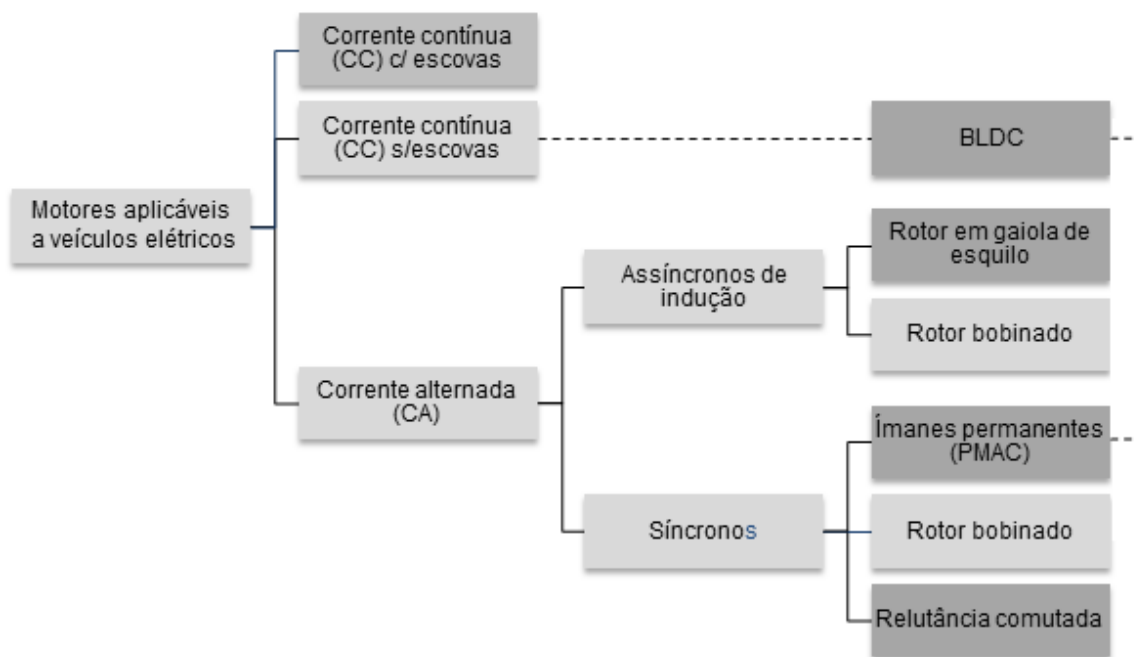 Corrente contínua
(CC) c/ escovas
Corrente contínua
(CC) s/escovas
BLDC
Motores aplicáveis
a veículos elétricos
Rotor em gaiola de
esquilo
Assíncronos de
indução
Rotor bobinado
Corrente alternada
(CA)
Ímanes permanentes
(PMAC)
Síncronos
Rotor bobinado
Relutância comutada